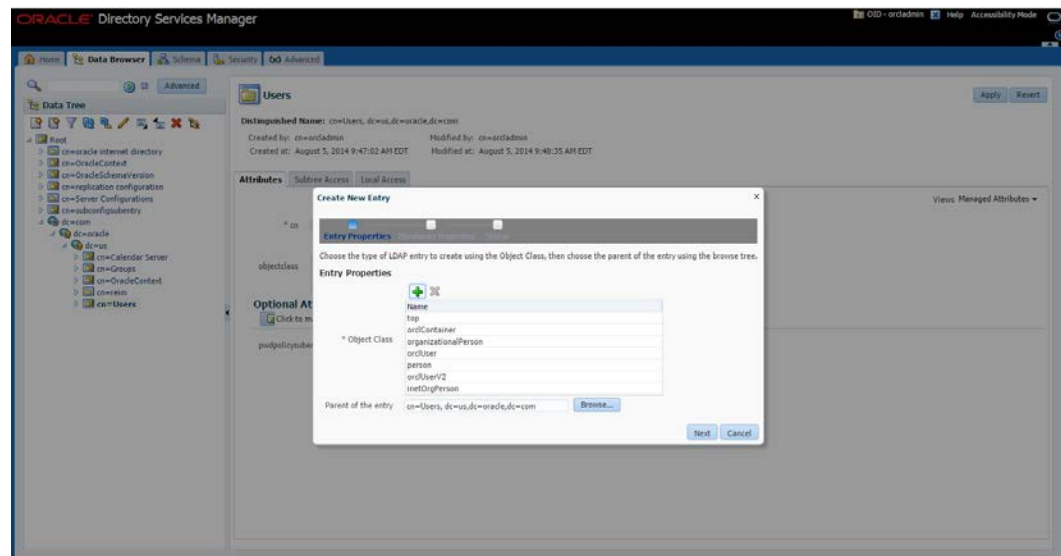 ORACLE Directory Services Manager
OID - orcladmin Help Accessibility Mode
Home Data Browser Schema Security Advanced
Advanced
Data Tree
Root
cn=oracle internet directory
cn=OracleContext
cn=OracleSchemaVersion
cn=replication configuration
cn=Server Configurations
cn=subconfigsubentry
dc=com
dc=oracle
dc=us
cn=Calendar Server
cn=Groups
cn=OracleContext
cn=Users
Users
Apply Revert
Distinguished Name: cn=Users, dc=us,dc=oracle,dc=com
Created by: cn=orcladmin Modified by: cn=orcladmin
Created at: August 5, 2014 9:47:02 AM EDT Modified at: August 5, 2014 9:48:35 AM EDT
Attributes Subtree Access Local Access
Views Managed Attributes
* cn
objectclass
Optional At
Click to m
pwdpolicysube
Create New Entry x
Entry Properties
Choose the type of LDAP entry to create using the Object Class, then choose the parent of the entry using the browse tree.
Entry Properties
* Object Class
Name
top
orclContainer
organizationalPerson
orclUser
person
orclUserV2
inetOrgPerson
Parent of the entry cn=Users, dc=us,dc=oracle,dc=com Browse...
Next Cancel